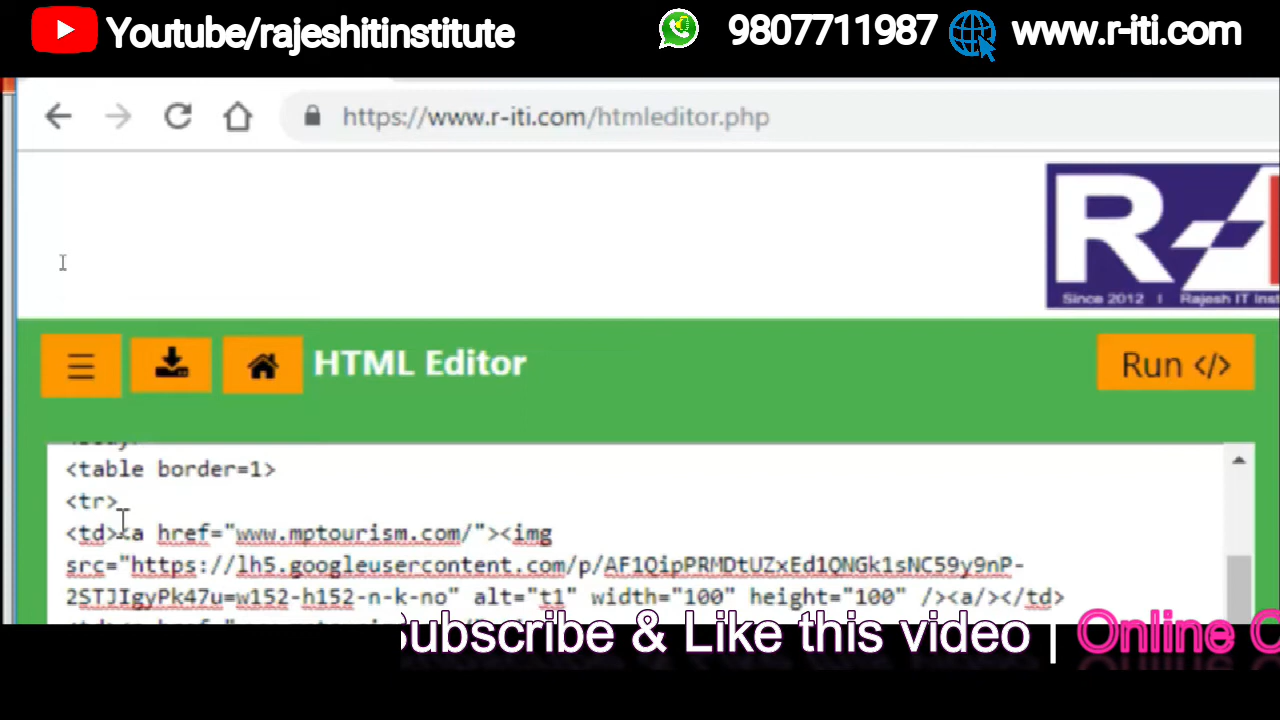 Youtube/rajeshitinstitute 9807711987 www.r-iti.com
https://www.r-iti.com/htmleditor.php
R-
Since 2012 | Rajesh IT Inst
HTML Editor Run </>
<table border=1>
<tr>
<td><a href="www.mptourism.com/"><img
src="https://lh5.googleusercontent.com/p/AF1QipPRMDtUZxEd1QNGk1sNC59y9nP-
2STJIgyPk47u=w152-h152-n-k-no" alt="t1" width="100" height="100" /><a/></td>
ubscribe & Like this video | Online